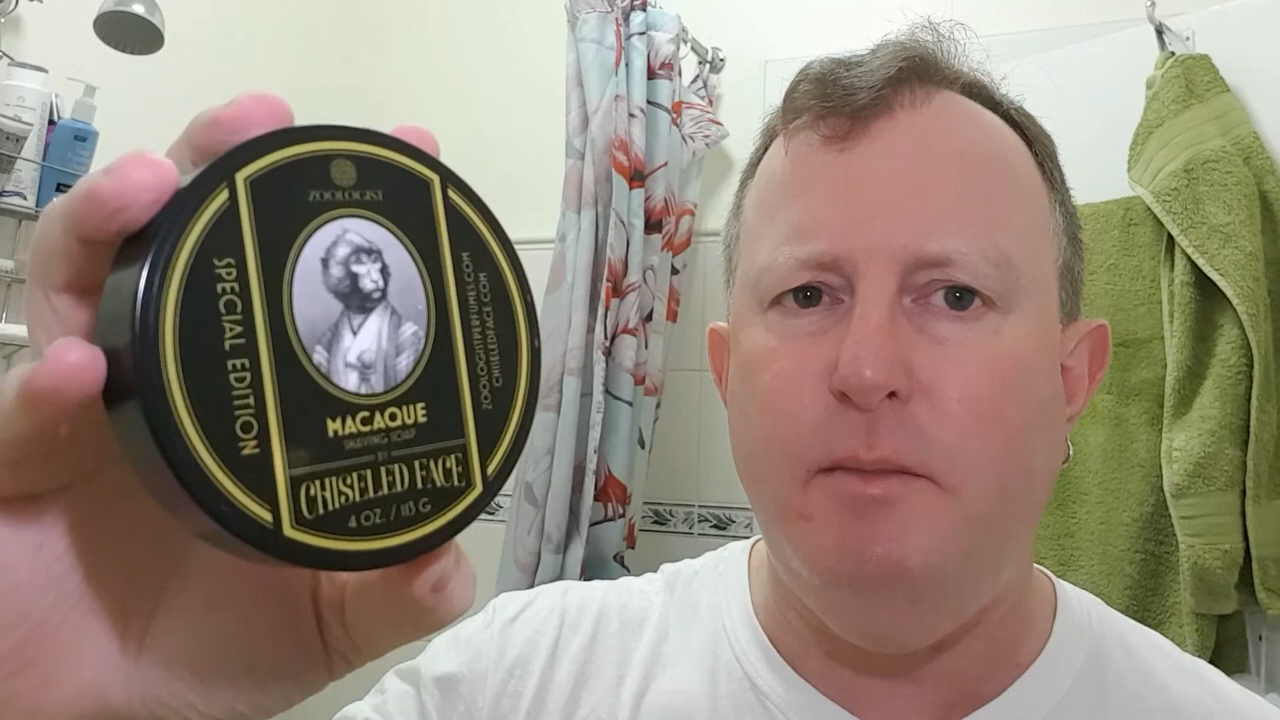 ZOOLOGIST
SPECIAL EDITION
ZOOLOGISTPERFUMES.COM
CHISELEDFACE.COM
MACAQUE
SHAVING SOAP
BY
CHISELED FACE
4 OZ. / 113 G